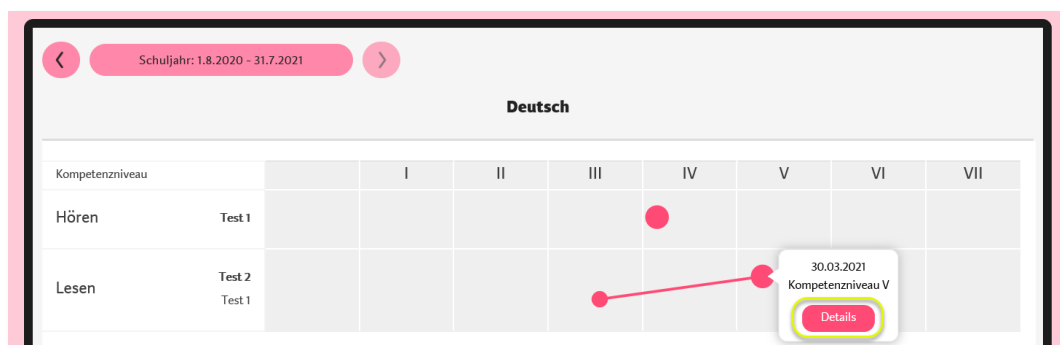 Schuljahr: 1.8.2020 - 31.7.2021
Deutsch
Kompetenzniveau I II III IV V VI VII
Hören Test 1
Lesen Test 2
Test 1
30.03.2021
Kompetenzniveau V
Details